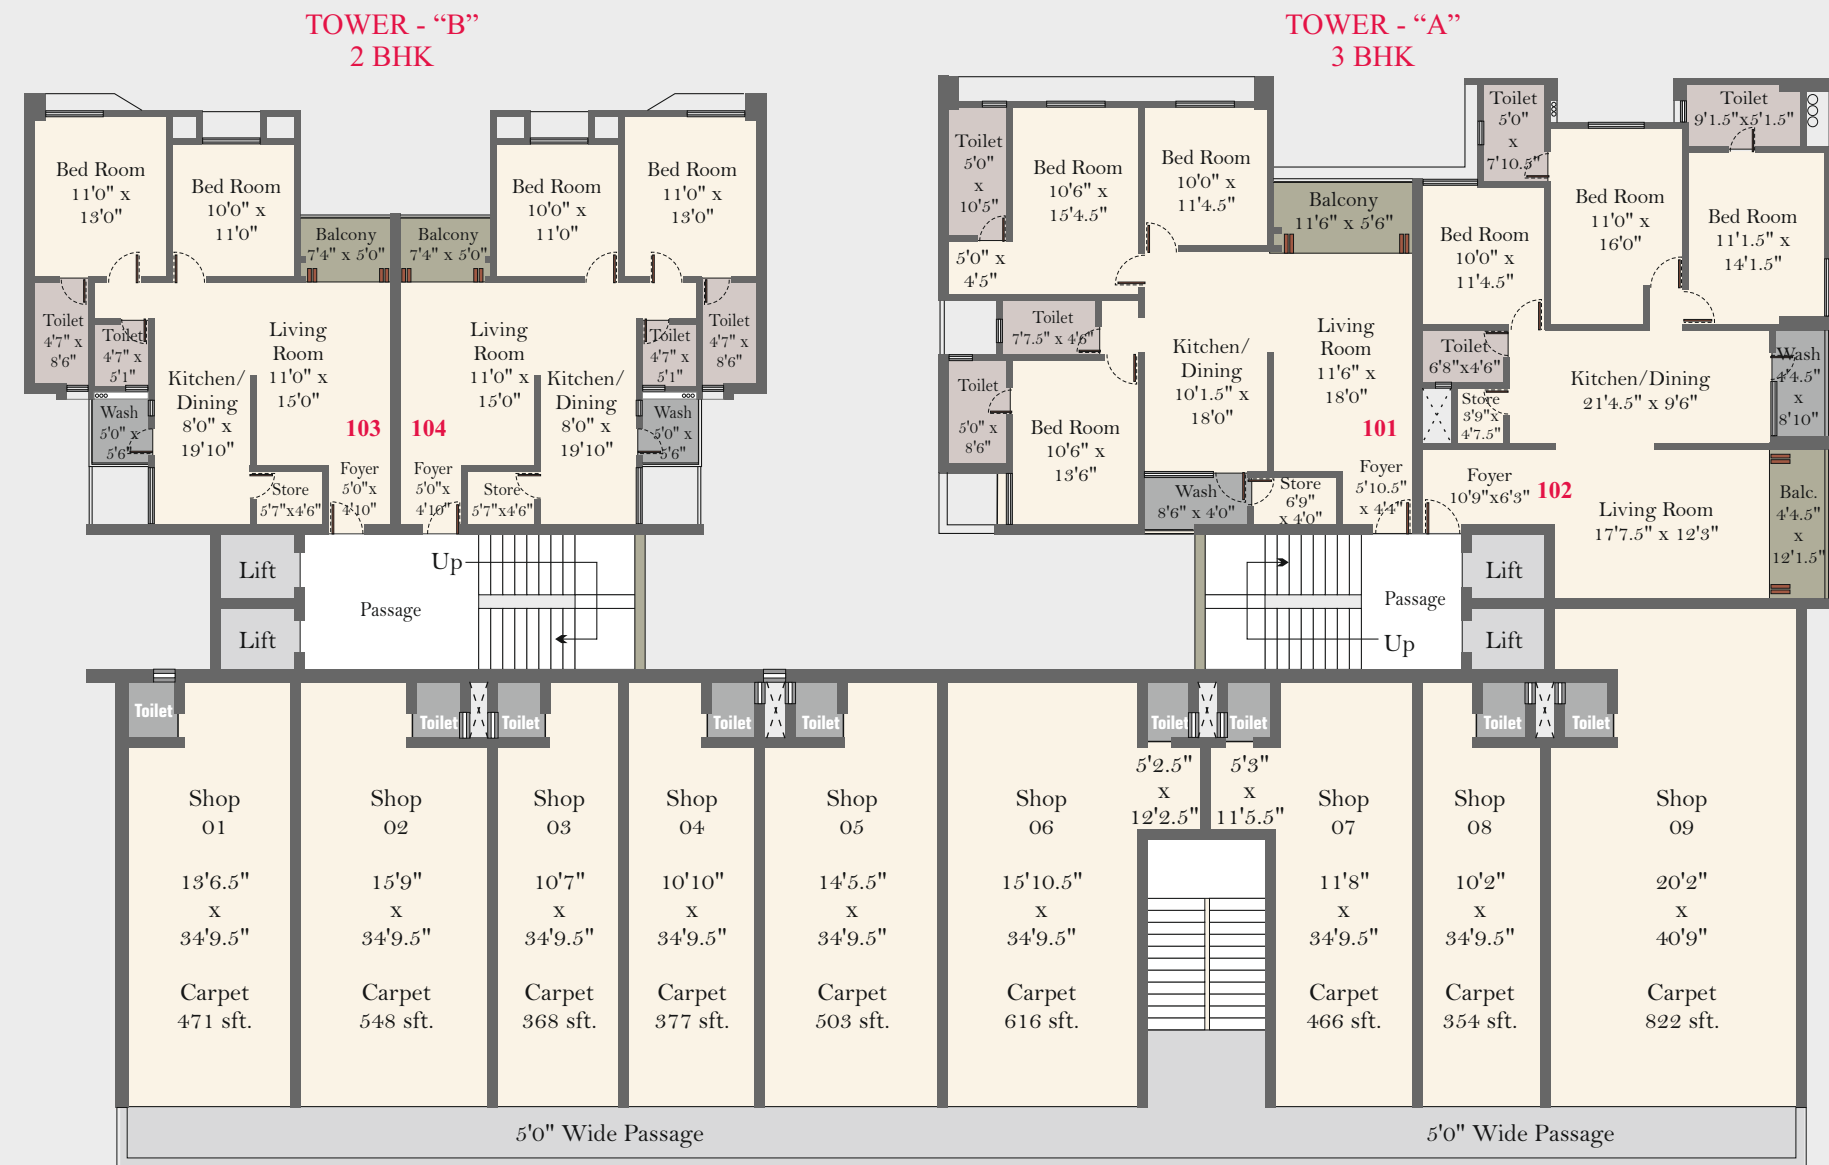 TOWER - “B”
2 BHK
TOWER - “A”
3 BHK
Bed Room
11'0" x
13'0"
Bed Room
10'0" x
11'0"
Balcony
7'4" x 5'0"
Balcony
7'4" x 5'0"
Bed Room
10'0" x
11'0"
Bed Room
11'0" x
13'0"
Toilet
4'7" x
8'6"
Toilet
4'7" x
5'1"
Living
Room
11'0" x
15'0"
Kitchen/
Dining
8'0" x
19'10"
Wash
5'0" x
5'6"
Store
5'7"x4'6"
Foyer
5'0"x
4'10"
103
104
Living
Room
11'0" x
15'0"
Foyer
5'0"x
4'10"
Store
5'7"x4'6"
Kitchen/
Dining
8'0" x
19'10"
Toilet
4'7" x
5'1"
Toilet
4'7" x
8'6"
Wash
5'0" x
5'6"
Lift
Lift
Passage
Up
Toilet
5'0"
x
10'5"
Bed Room
10'6" x
15'4.5"
Bed Room
10'0" x
11'4.5"
Balcony
11'6" x 5'6"
5'0" x
4'5"
Toilet
7'7.5" x 4'6"
Toilet
5'0" x
8'6"
Bed Room
10'6" x
13'6"
Kitchen/
Dining
10'1.5" x
18'0"
Living
Room
11'6" x
18'0"
101
Wash
8'6" x 4'0"
Store
6'9"
x 4'0"
Foyer
5'10.5"
x 4'4"
Toilet
5'0"
x
7'10.5"
Toilet
9'1.5"x5'1.5"
Bed Room
10'0" x
11'4.5"
Bed Room
11'0" x
16'0"
Bed Room
11'1.5" x
14'1.5"
Toilet
6'8"x4'6"
Store
3'9"x
4'7.5"
Kitchen/Dining
21'4.5" x 9'6"
Wash
4'4.5"
x
8'10"
Foyer
10'9"x6'3"
102
Living Room
17'7.5" x 12'3"
Balc.
4'4.5"
x
12'1.5"
Passage
Up
Lift
Lift
Toilet
Toilet
Toilet
Toilet
Toilet
Toilet
Toilet
Toilet
Toilet
5'2.5"
x
12'2.5"
5'3"
x
11'5.5"
Shop
01
13'6.5"
x
34'9.5"
Carpet
471 sft.
Shop
02
15'9"
x
34'9.5"
Carpet
548 sft.
Shop
03
10'7"
x
34'9.5"
Carpet
368 sft.
Shop
04
10'10"
x
34'9.5"
Carpet
377 sft.
Shop
05
14'5.5"
x
34'9.5"
Carpet
503 sft.
Shop
06
15'10.5"
x
34'9.5"
Carpet
616 sft.
Shop
07
11'8"
x
34'9.5"
Carpet
466 sft.
Shop
08
10'2"
x
34'9.5"
Carpet
354 sft.
Shop
09
20'2"
x
40'9"
Carpet
822 sft.
5'0" Wide Passage
5'0" Wide Passage